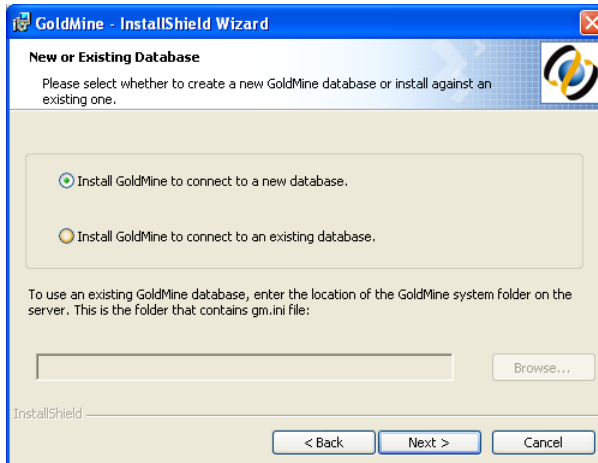 GoldMine - InstallShield Wizard
New or Existing Database
Please select whether to create a new GoldMine database or install against an
existing one.
Install GoldMine to connect to a new database.
Install GoldMine to connect to an existing database.
To use an existing GoldMine database, enter the location of the GoldMine system folder on the
server. This is the folder that contains gm.ini file:
Browse...
InstallShield
< Back Next > Cancel